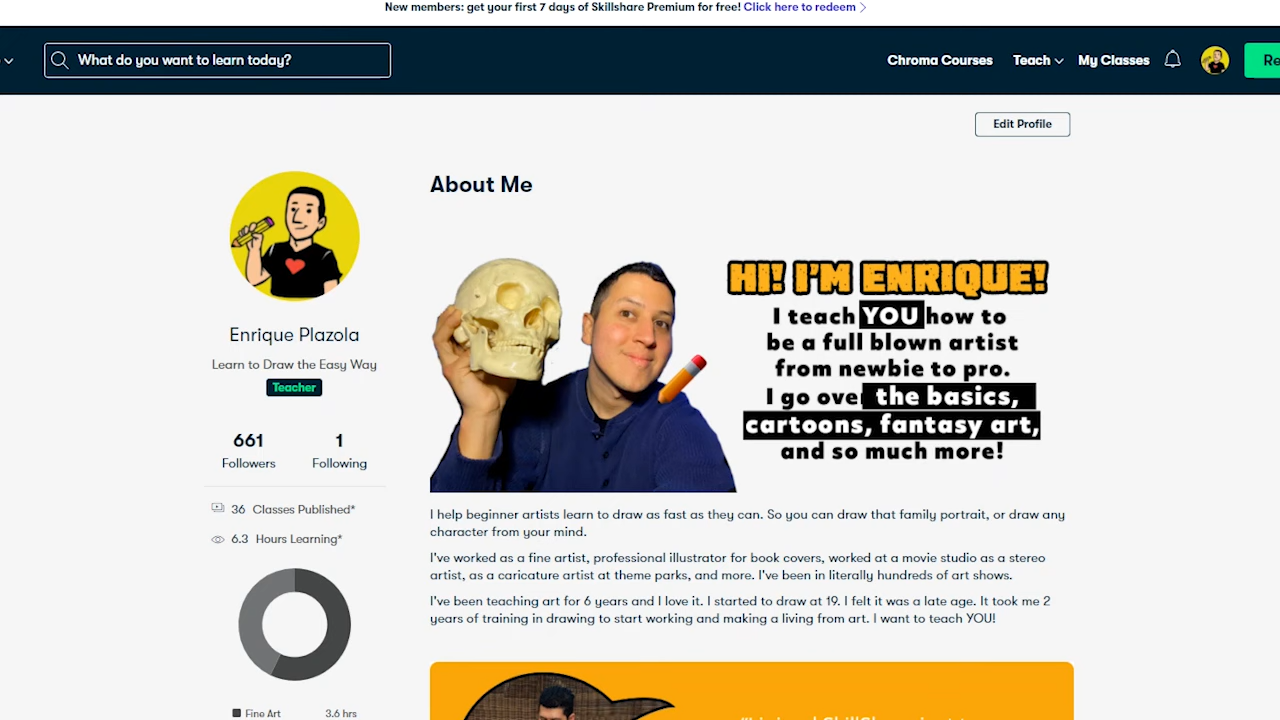 New members: get your first 7 days of Skillshare Premium for free! Click here to redeem
What do you want to learn today?
Chroma Courses
Teach
My Classes
Edit Profile
About Me
HI! I'M ENRIQUE!
I teach YOU how to
be a full blown artist
from newbie to pro.
I go over the basics,
cartoons, fantasy art,
and so much more!
Enrique Plazola
Learn to Draw the Easy Way
Teacher
661 1
Followers Following
36 Classes Published*
6.3 Hours Learning*
Fine Art 3.6 hrs
I help beginner artists learn to draw as fast as they can. So you can draw that family portrait, or draw any
character from your mind.
I've worked as a fine artist, professional illustrator for book covers, worked at a movie studio as a stereo
artist, as a caricature artist at theme parks, and more. I've been in literally hundreds of art shows.
I've been teaching art for 6 years and I love it. I started to draw at 19. I felt it was a late age. It took me 2
years of training in drawing to start working and making a living from art. I want to teach YOU!